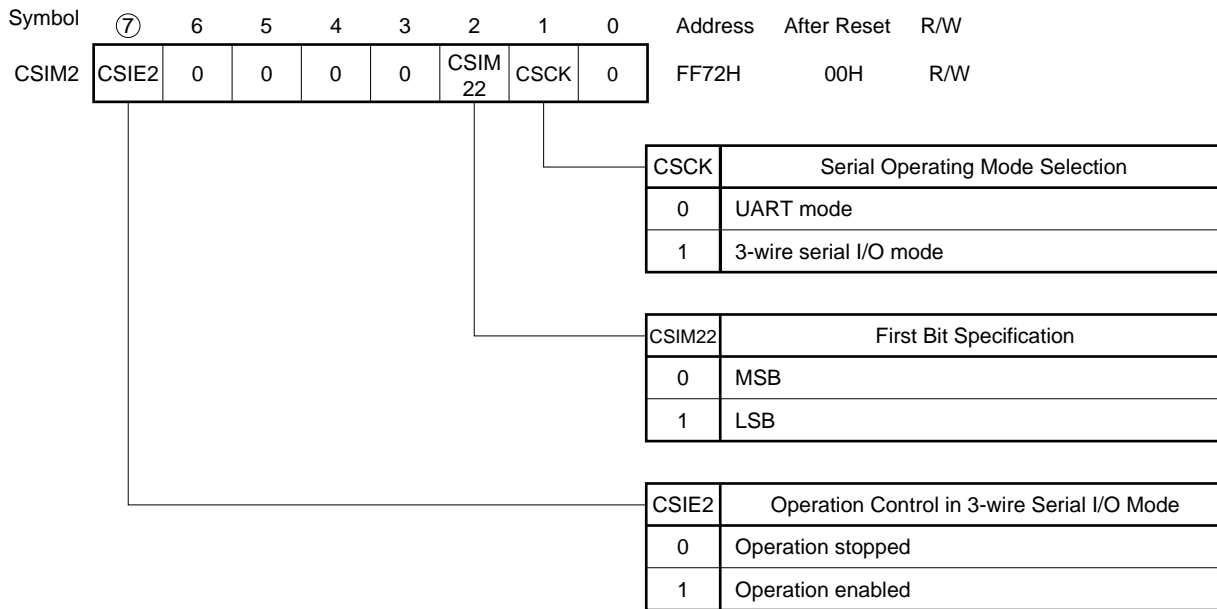 Symbol ⑦ 6 5 4 3 2 1 0 Address After Reset R/W
CSIM2 CSIE2 0 0 0 0 CSIM 22 CSCK 0 FF72H 00H R/W
CSCK Serial Operating Mode Selection
0 UART mode
1 3-wire serial I/O mode
CSIM22 First Bit Specification
0 MSB
1 LSB
CSIE2 Operation Control in 3-wire Serial I/O Mode
0 Operation stopped
1 Operation enabled